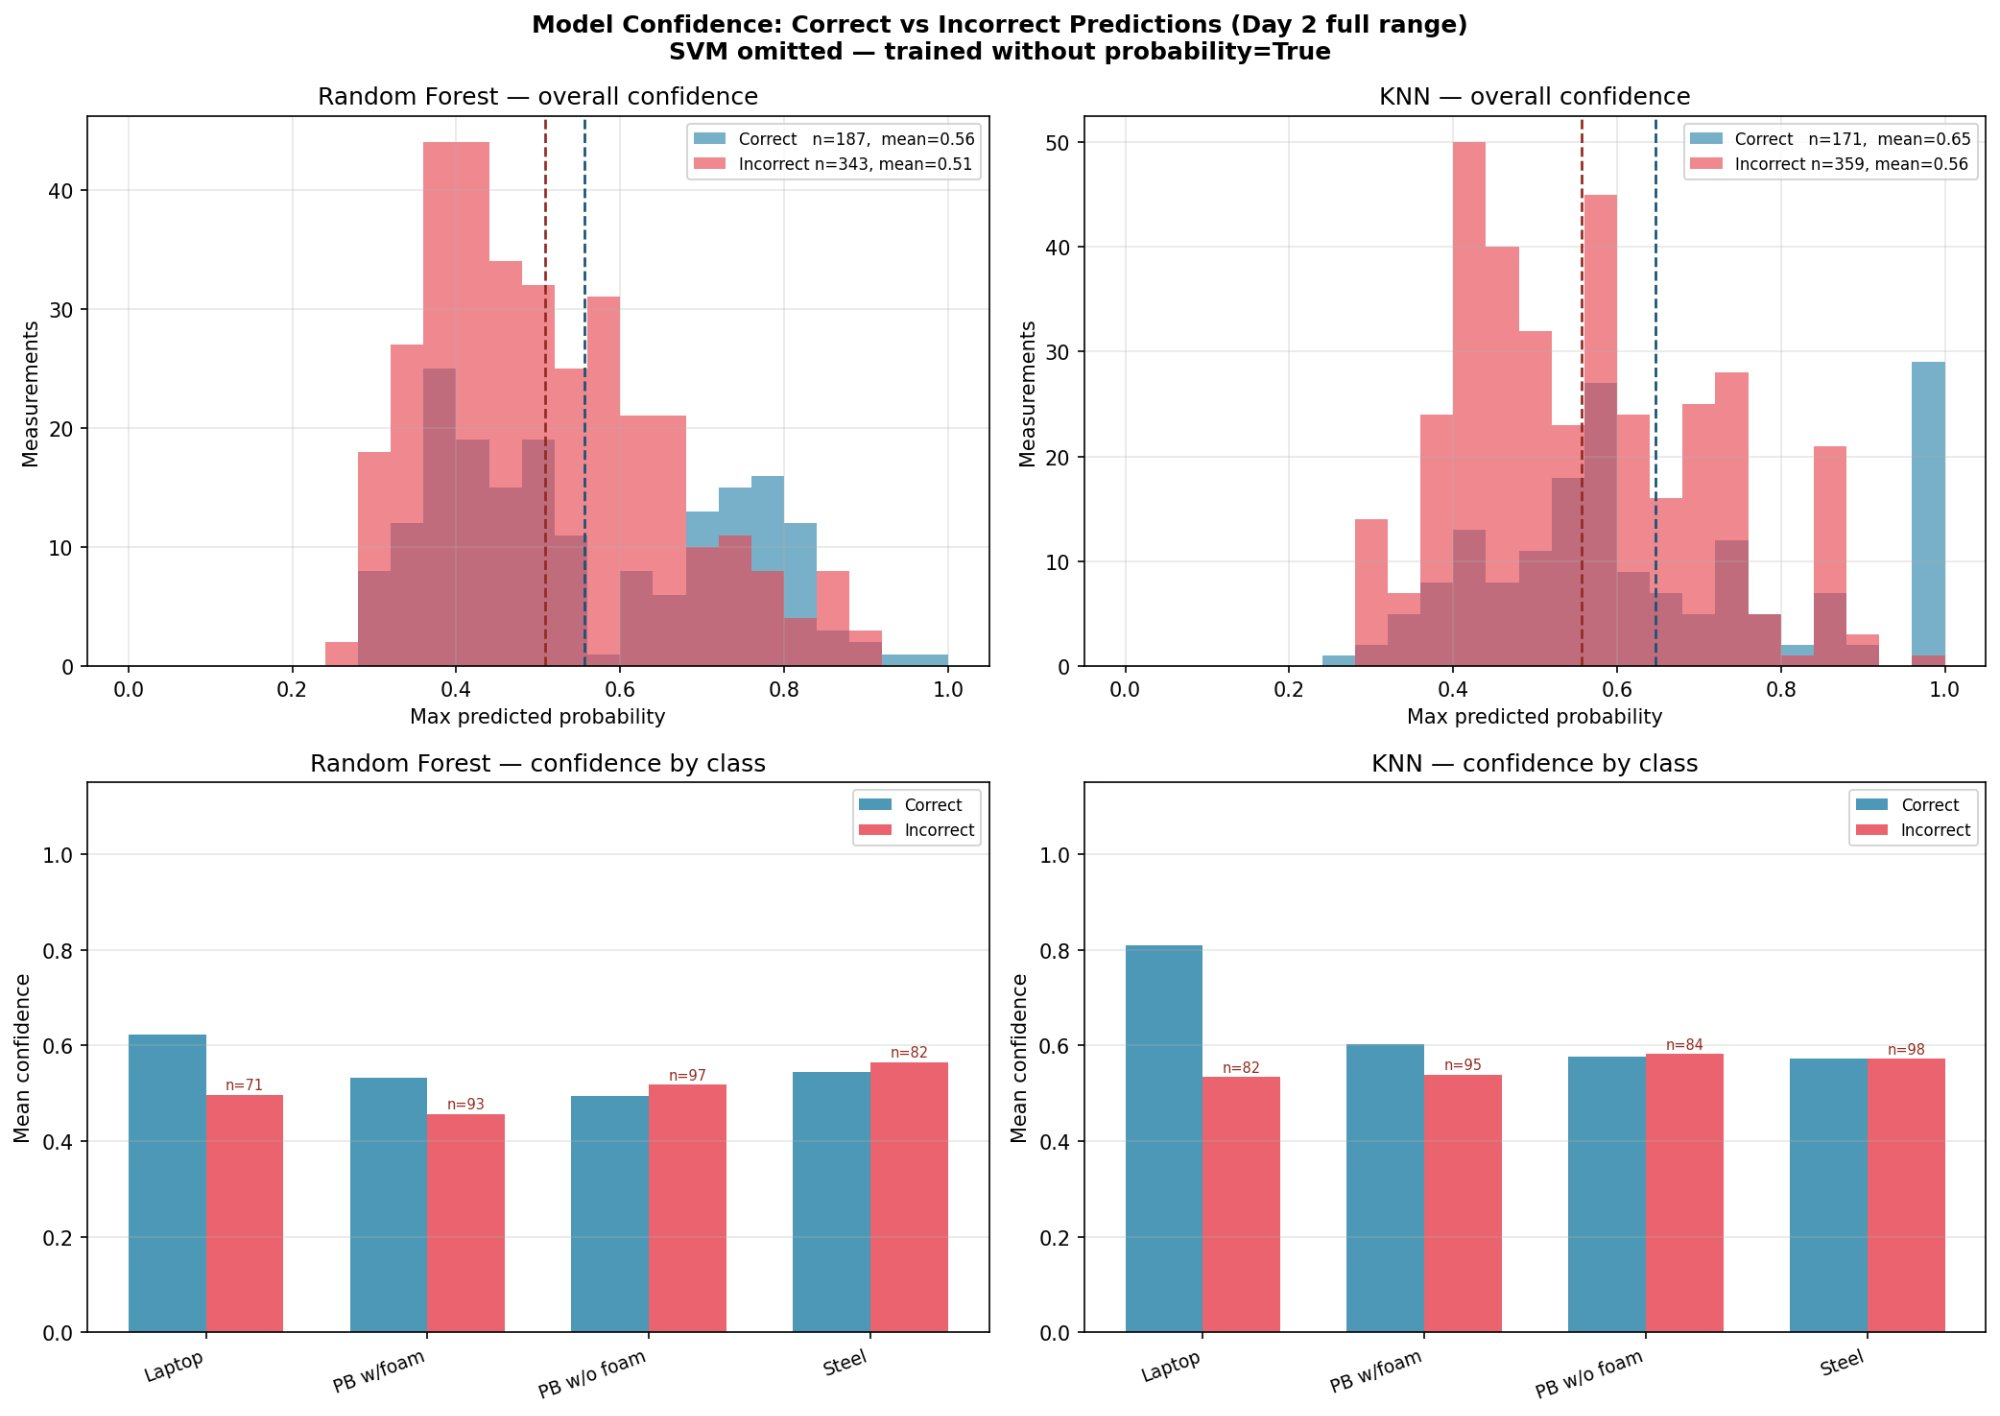 Model Confidence: Correct vs Incorrect Predictions (Day 2 full range)
SVM omitted — trained without probability=True
Random Forest — overall confidence
Correct   n=187,  mean=0.56
Incorrect n=343, mean=0.51
Measurements
40
30
20
10
0
0.0 0.2 0.4 0.6 0.8 1.0
Max predicted probability
KNN — overall confidence
Correct   n=171,  mean=0.65
Incorrect n=359, mean=0.56
Measurements
50
40
30
20
10
0
0.0 0.2 0.4 0.6 0.8 1.0
Max predicted probability
Random Forest — confidence by class
Correct
Incorrect
Mean confidence
1.0
0.8
0.6
0.4
0.2
0.0
n=71
n=93
n=97
n=82
Laptop
PB w/foam
PB w/o foam
Steel
KNN — confidence by class
Correct
Incorrect
Mean confidence
1.0
0.8
0.6
0.4
0.2
0.0
n=82
n=95
n=84
n=98
Laptop
PB w/foam
PB w/o foam
Steel